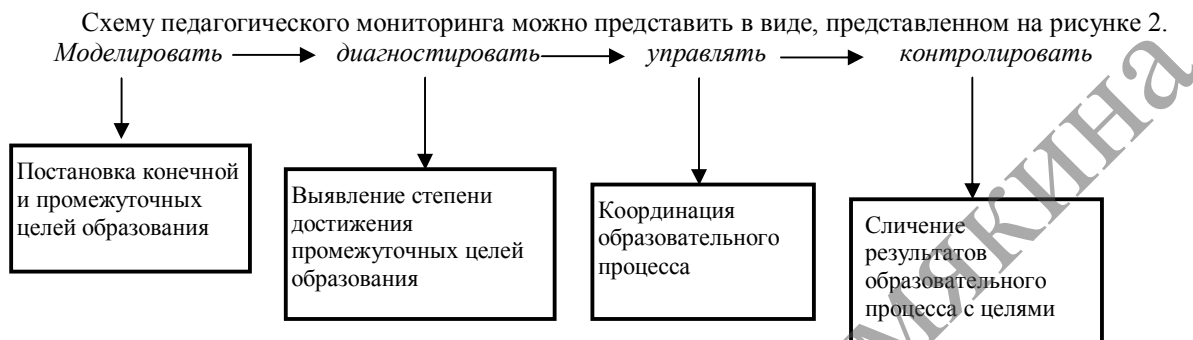 Схему педагогического мониторинга можно представить в виде, представленном на рисунке 2.
Моделировать диагностировать управлять контролировать
Постановка конечной
и промежуточных
целей образования
Выявление степени
достижения
промежуточных целей
образования
Координация
образовательного
процесса
Сличение
результатов
образовательного
процесса с целями